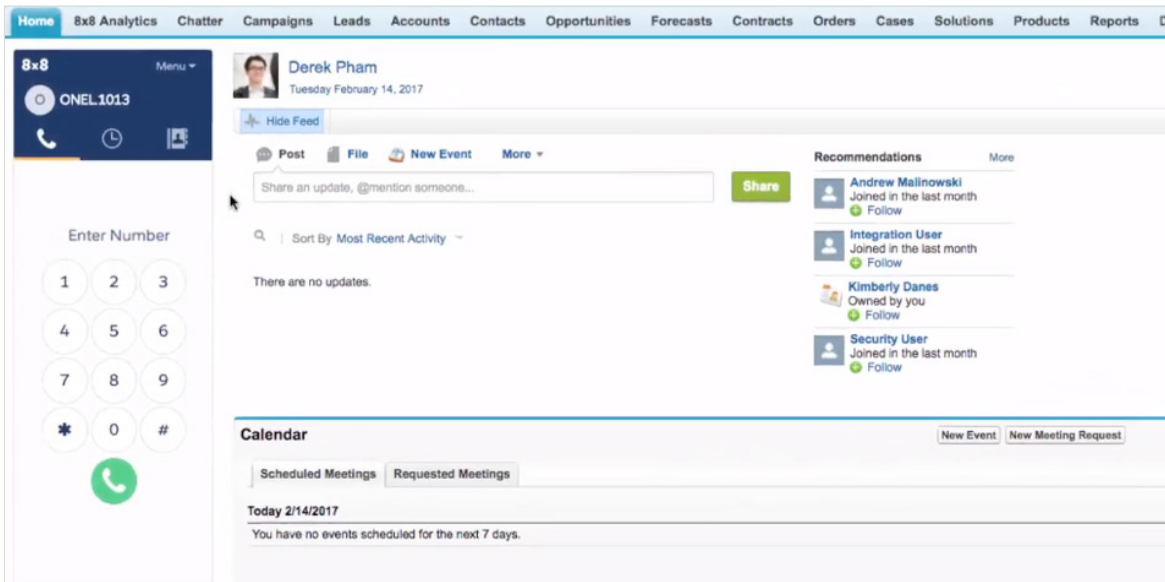 Home 8x8 Analytics Chatter Campaigns Leads Accounts Contacts Opportunities Forecasts Contracts Orders Cases Solutions Products Reports
8x8 Menu
O ONEL1013
Enter Number
1 2 3
4 5 6
7 8 9
* 0 #
Derek Pham
Tuesday February 14, 2017
Hide Feed
Post File New Event More
Share an update, @mention someone...
Share
Sort By Most Recent Activity
There are no updates.
Recommendations More
Andrew Malinowski
Joined in the last month
Follow
Integration User
Joined in the last month
Follow
Kimberly Danes
Owned by you
Follow
Security User
Joined in the last month
Follow
Calendar
New Event New Meeting Request
Scheduled Meetings Requested Meetings
Today 2/14/2017
You have no events scheduled for the next 7 days.